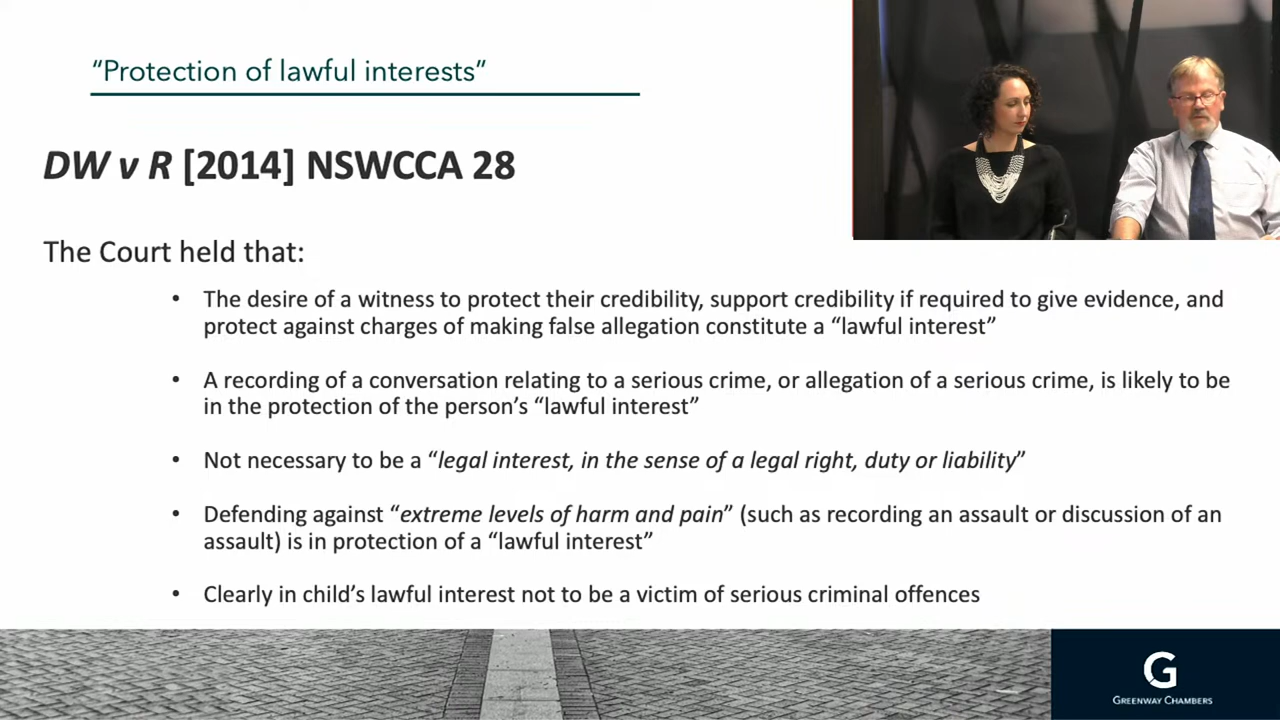 “Protection of lawful interests”
DW v R [2014] NSWCCA 28
The Court held that:
• The desire of a witness to protect their credibility, support credibility if required to give evidence, and
protect against charges of making false allegation constitute a “lawful interest”
• A recording of a conversation relating to a serious crime, or allegation of a serious crime, is likely to be
in the protection of the person’s “lawful interest”
• Not necessary to be a “legal interest, in the sense of a legal right, duty or liability”
• Defending against “extreme levels of harm and pain” (such as recording an assault or discussion of an
assault) is in protection of a “lawful interest”
• Clearly in child’s lawful interest not to be a victim of serious criminal offences
G
GREENWAY CHAMBERS